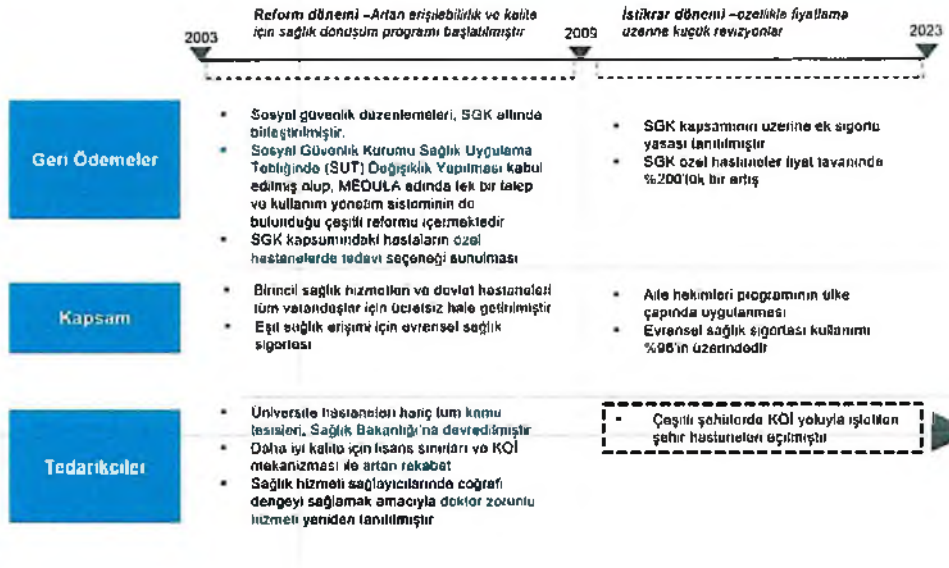 Reform dönemi –Artan erişilebilirlik ve kalite
için sağlık dönüşüm programı başlatılmıştır
İstikrar dönemi –özellikle fiyatlama
üzerine küçük revizyonlar
2003
2009
2023
Geri Ödemeler
Sosyal güvenlik düzenlemeleri, SGK altında
birleştirilmiştir.
Sosyal Güvenlik Kurumu Sağlık Uygulama
Tebliğinde (SUT) Değişiklik Yapılması kabul
edilmiş olup, MEDULA adında tek bir talep
ve kullanım yönetim sisteminin de
bulunduğu çeşitli reformu içermektedir
SGK kapsamındaki hastaların özel
hastanelerde tedavi seçeneği sunulması
SGK kapsamının üzerine ek sigorta
yasası tanıtılmıştır
SGK özel hastaneler fiyat tavanında
%200'lük bir artış
Kapsam
Birincil sağlık hizmetleri ve devlet hastaneleri
tüm vatandaşlar için ücretsiz hale getirilmiştir
Eşit sağlık erişimi için evrensel sağlık
sigortası
Aile hekimleri programının ülke
çapında uygulanması
Evrensel sağlık sigortası kullanımı
%98'in üzerindedir
Tedarikciler
Üniversite hastaneleri hariç tüm kamu
tesisleri, Sağlık Bakanlığı'na devredilmiştir
Daha iyi kalite için lisans sınırları ve KÖİ
mekanizması ile artan rekabet
Sağlık hizmeti sağlayıcılarında coğrafi
dengeyi sağlamak amacıyla doktor zorunlu
hizmeti yeniden tanıtılmıştır
Çeşitli şehirlerde KÖİ yoluyla işletilen
şehir hastaneleri açılmıştır